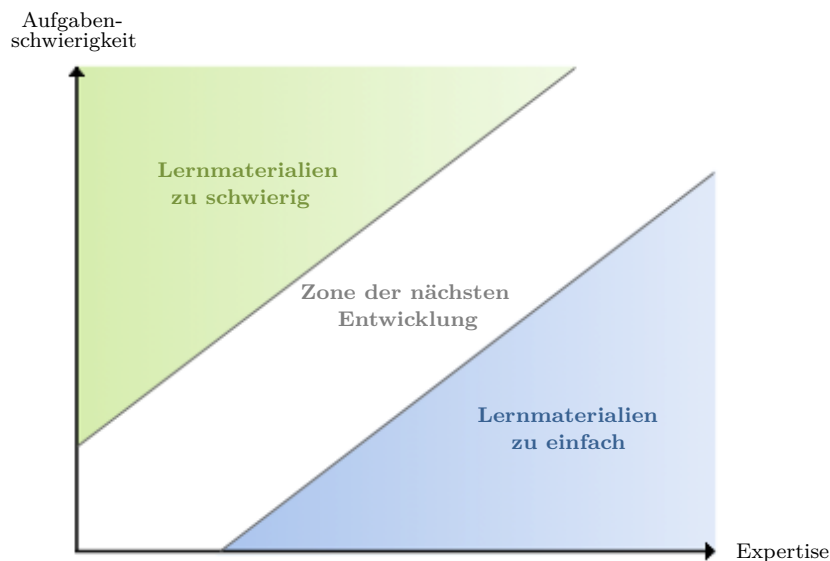 Aufgaben-
schwierigkeit
Lernmaterialien
zu schwierig
Zone der nächsten
Entwicklung
Lernmaterialien
zu einfach
Expertise